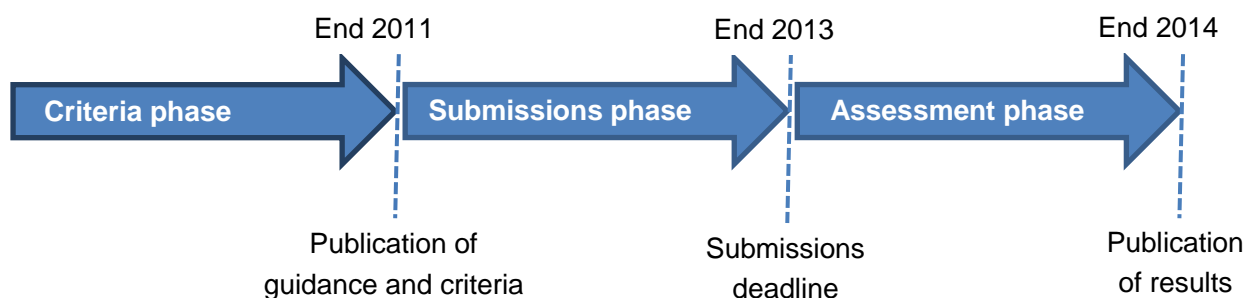 End 2011
End 2013
End 2014
Criteria phase
Submissions phase
Assessment phase
Publication of
guidance and criteria
Submissions
deadline
Publication
of results